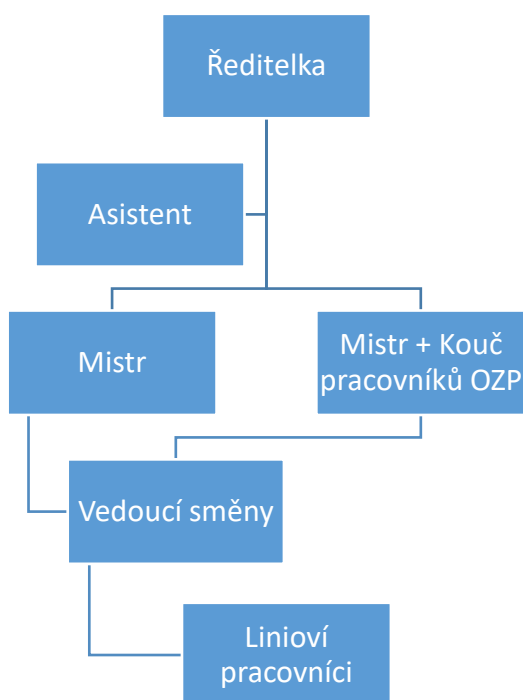 Ředitelka
Asistent
Mistr
Mistr + Kouč
pracovníků OZP
Vedoucí směny
Linioví
pracovníci